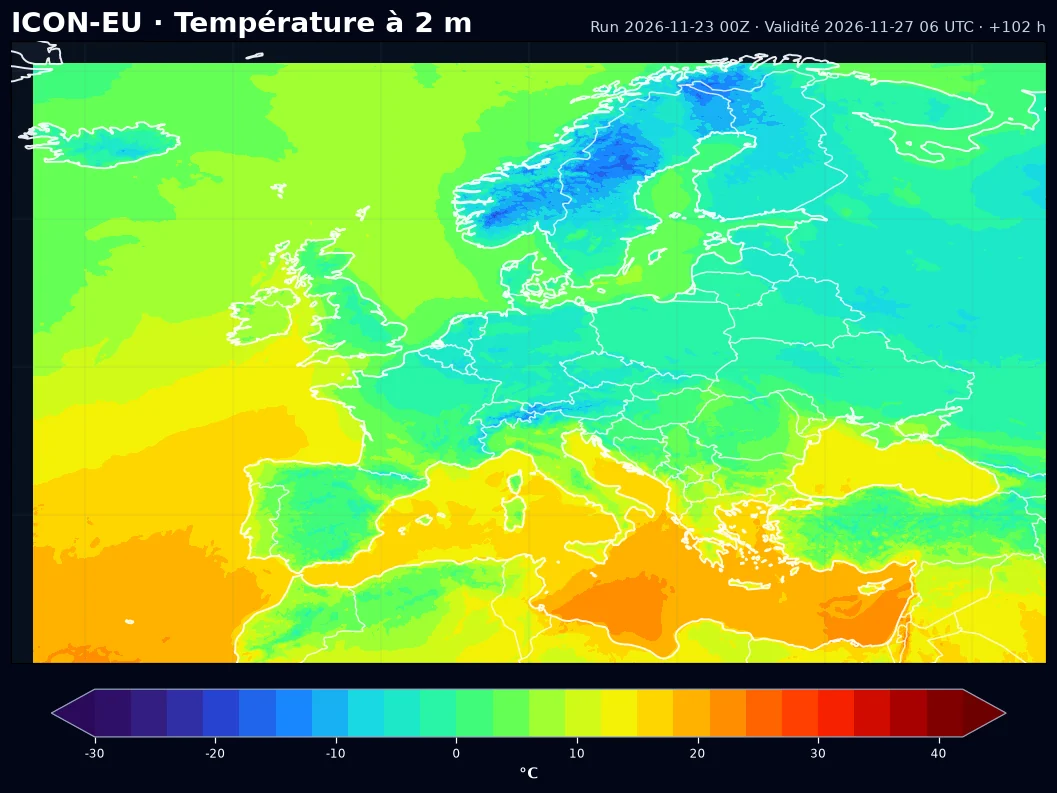 ICON-EU · Température à 2 m
Run 2026-11-23 00Z · Validité 2026-11-27 06 UTC · +102 h
-30 -20 -10 0 10 20 30 40
°C